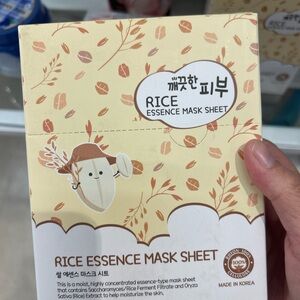 깨끗한 피부
RICE
ESSENCE MASK SHEET
RICE ESSENCE MASK SHEET
쌀 에센스 마스크 시트
This is a moist, highly concentrated essence-type mask sheet
that contains Saccharomyces/Rice Ferment Filtrate and Oryza
Sativa (Rice) Extract to help moisturize the skin.
100%
MADE IN KOREA